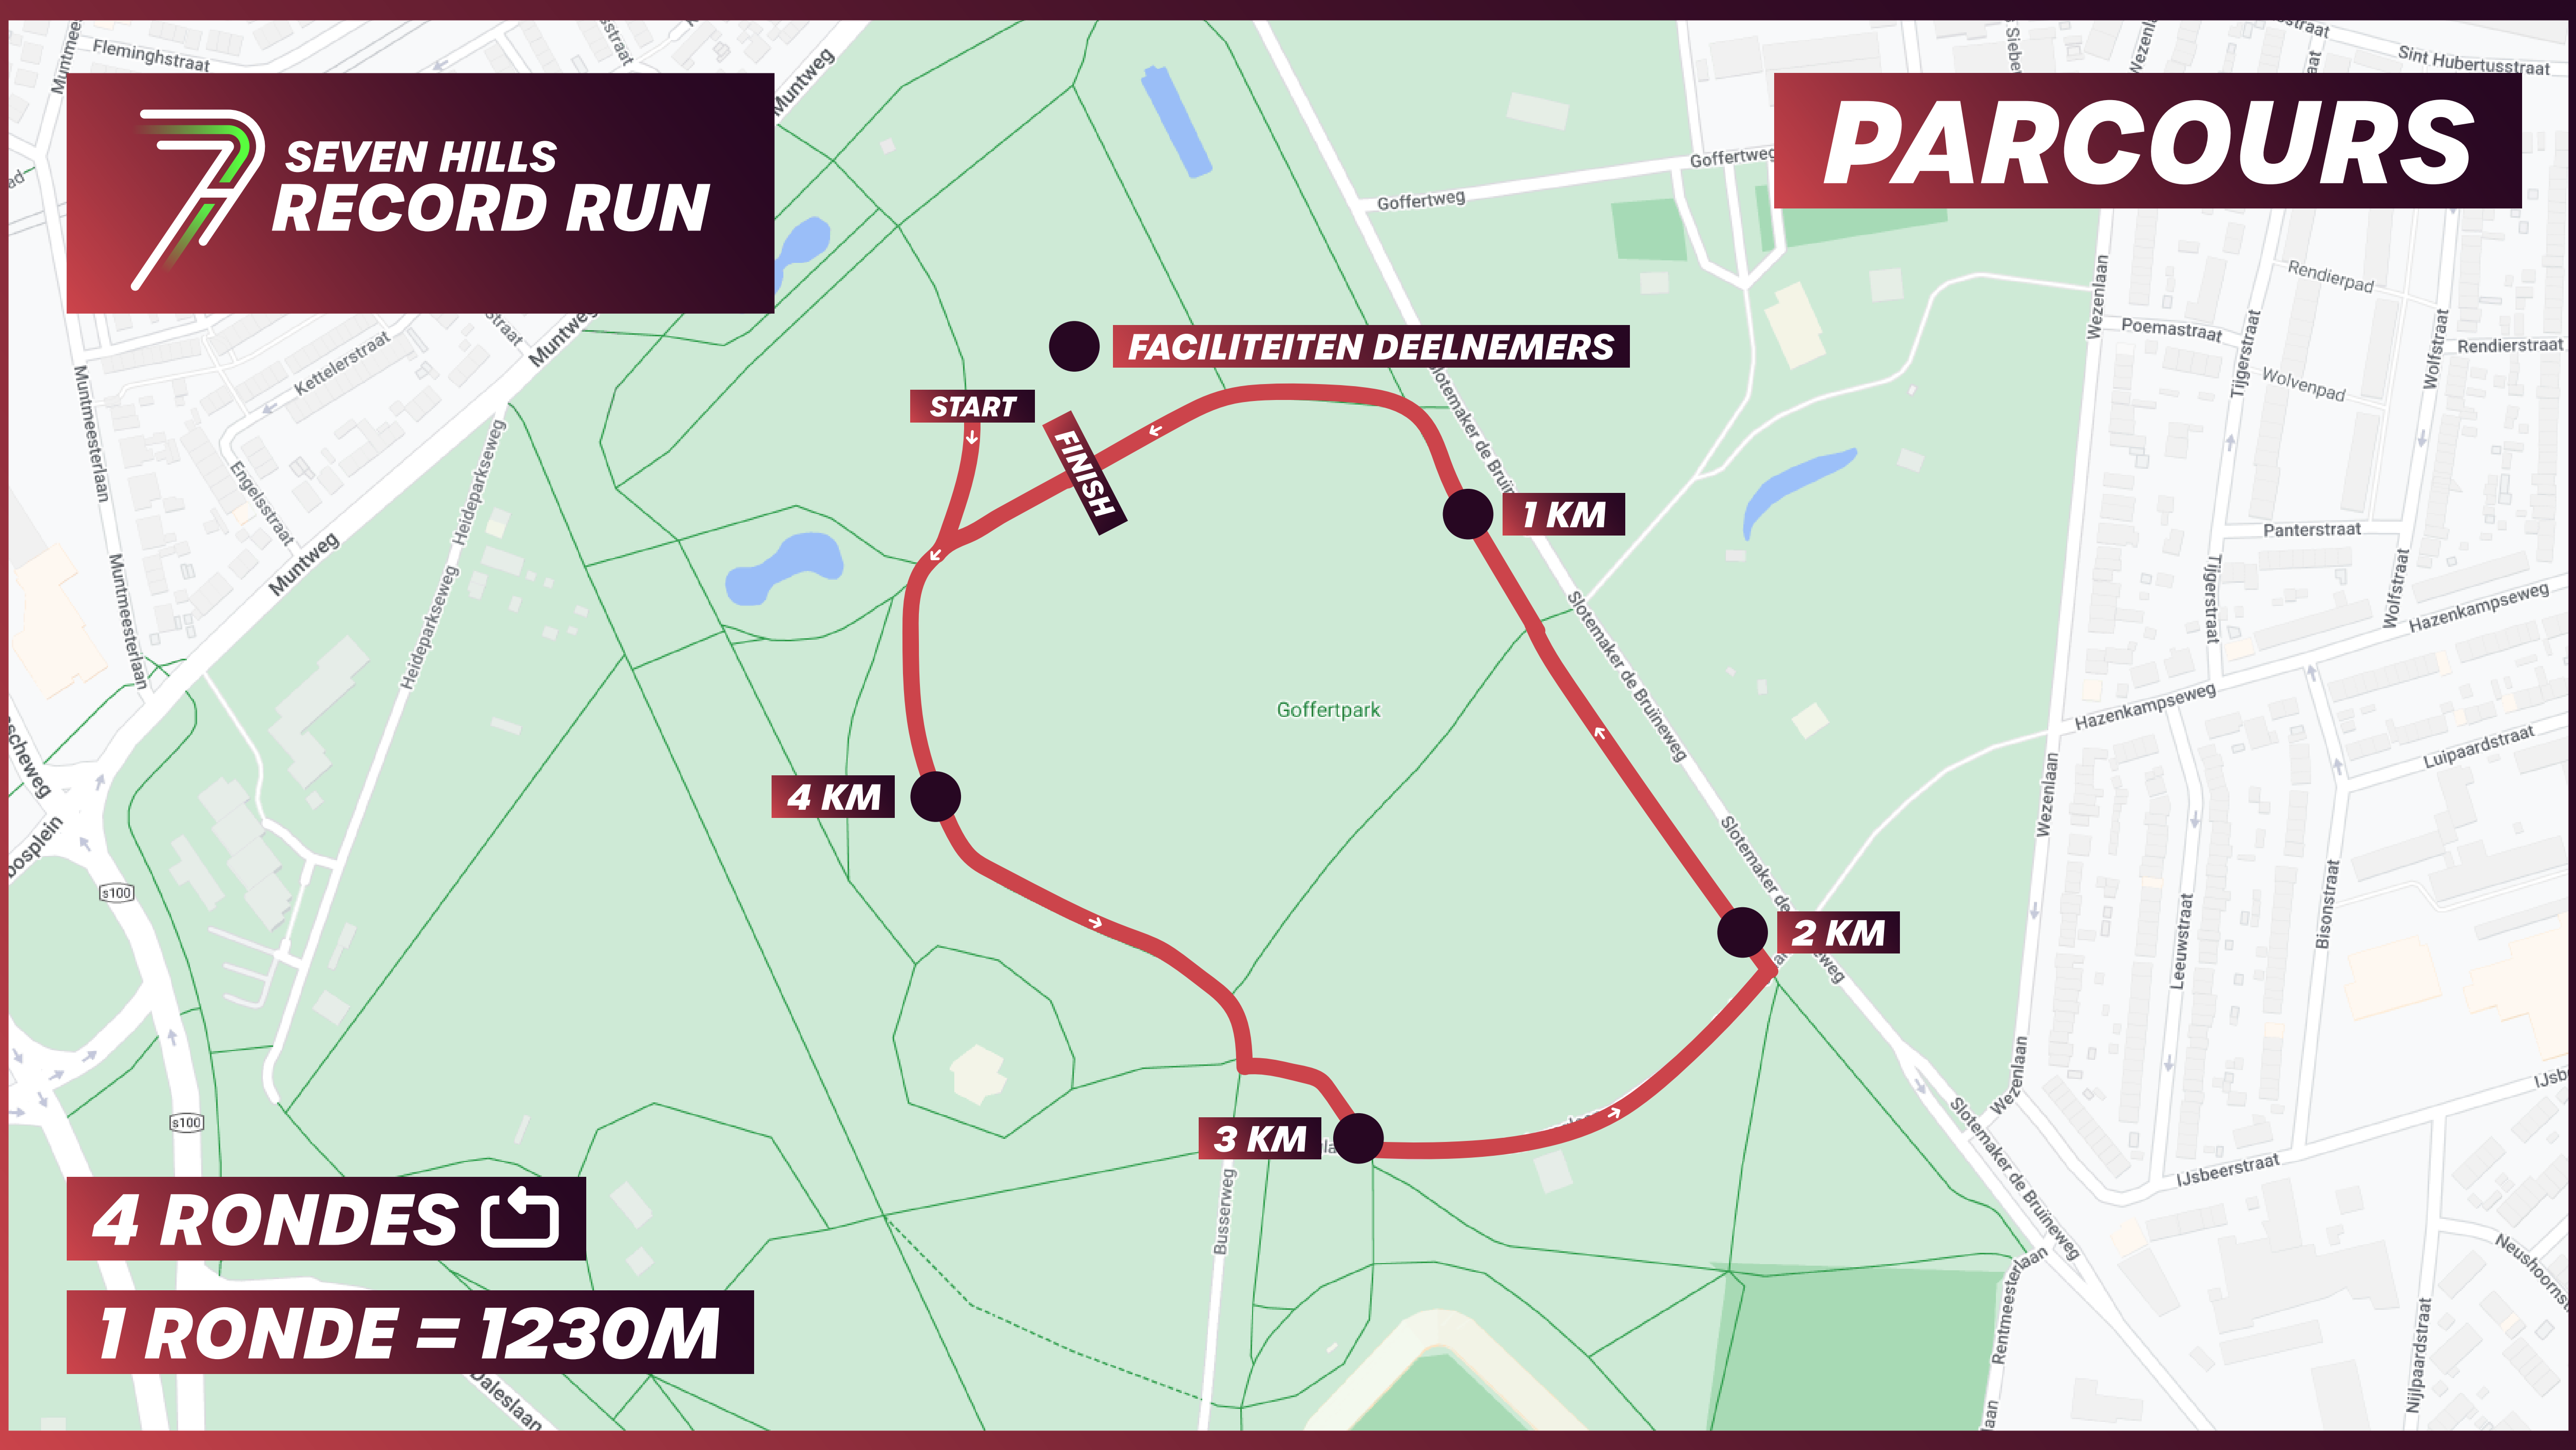 Fleminghstraat
Muntweg
Sint Hubertusstraat
SEVEN HILLS
RECORD RUN
PARCOURS
Goffertweg
Goffertweg
Wezenlaan
Rendierpad
Poemastraat
Tijgerstraat
Wolfstraat
Rendierstraat
Wolvenpad
Muntweg
Kettelerstraat
Muntmeesterlaan
Heideparkseweg
Engelsstraat
FACILITEITEN DEELNEMERS
START
FINISH
1 KM
Slotemaker de Bruïneweg
Panterstraat
Tijgerstraat
Wolfstraat
Hazenkampseweg
Muntweg
Muntmeesterlaan
Heideparkseweg
Goffertpark
Hazenkampseweg
Luipaardstraat
Wezenlaan
4 KM
2 KM
s100
Leeuwstraat
Bisonstraat
s100
3 KM
Wezenlaan
Slotemaker de Bruïneweg
IJsbeerstraat
Busserweg
Rentmeesterlaan
Nijlpaardstraat
4 RONDES
1 RONDE = 1230M
Daleslaan